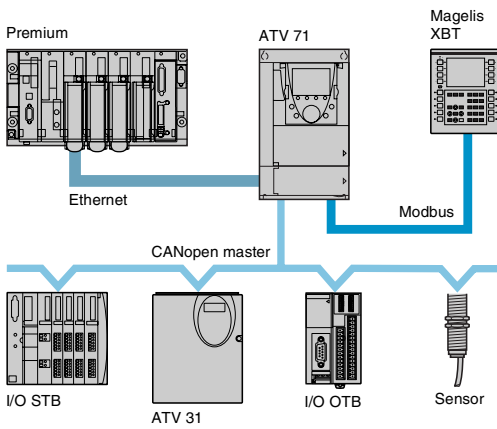 Premium
ATV 71
Magelis
XBT
Ethernet
Modbus
CANopen master
I/O STB
ATV 31
I/O OTB
Sensor